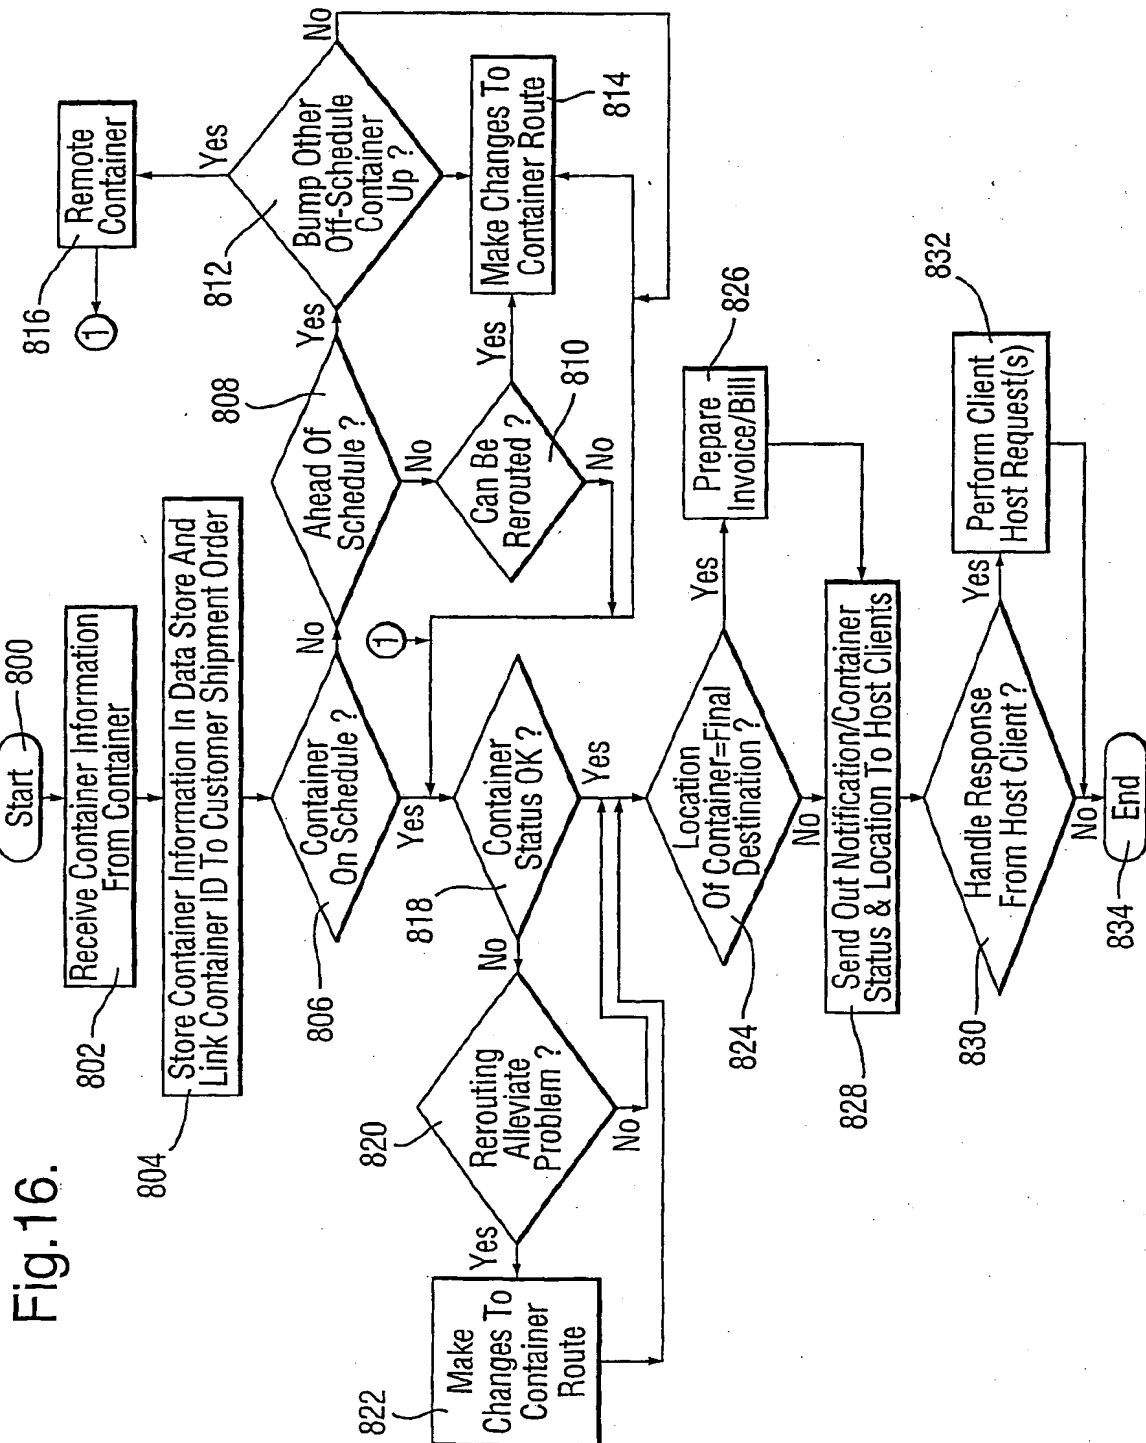 Fig.16.
Start
800
Receive Container Information
From Container
802
Store Container Information In Data Store And
Link Container ID To Customer Shipment Order
804
Container
On Schedule ?
806
No
Yes
Ahead Of
Schedule ?
808
Yes
No
Bump Other
Off-Schedule
Container
Up ?
812
Yes
No
Remote
Container
816
1
Can Be
Rerouted ?
810
Yes
No
Make Changes To
Container Route
814
1
Container
Status OK ?
818
No
Yes
Rerouting
Alleviate
Problem ?
820
Yes
No
Make
Changes To
Container
Route
822
Location
Of Container=Final
Destination ?
824
Yes
No
Prepare
Invoice/Bill
826
Send Out Notification/Container
Status & Location To Host Clients
828
Handle Response
From Host Client ?
830
Yes
No
Perform Client
Host Request(s)
832
End
834